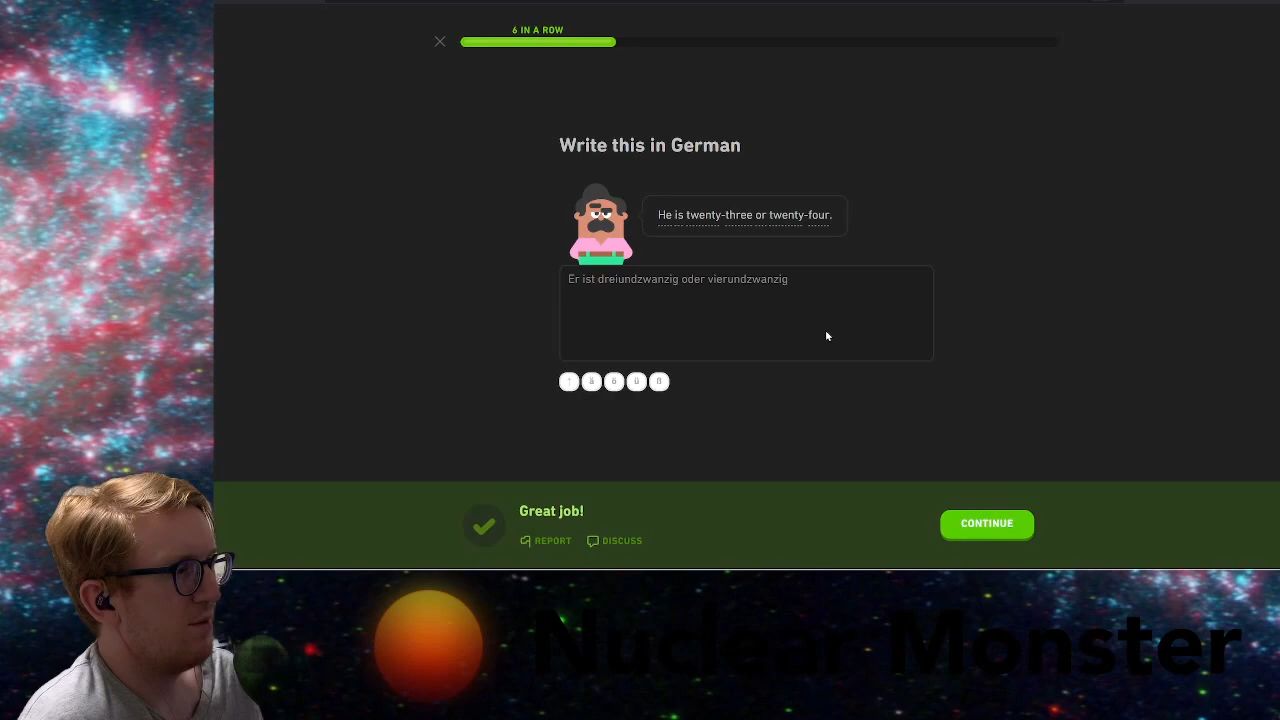 6 IN A ROW
Write this in German
He is twenty-three or twenty-four.
Er ist dreiundzwanzig oder vierundzwanzig
↑ ä ö ü ß
Great job!
REPORT DISCUSS
CONTINUE
Nuclear Monster